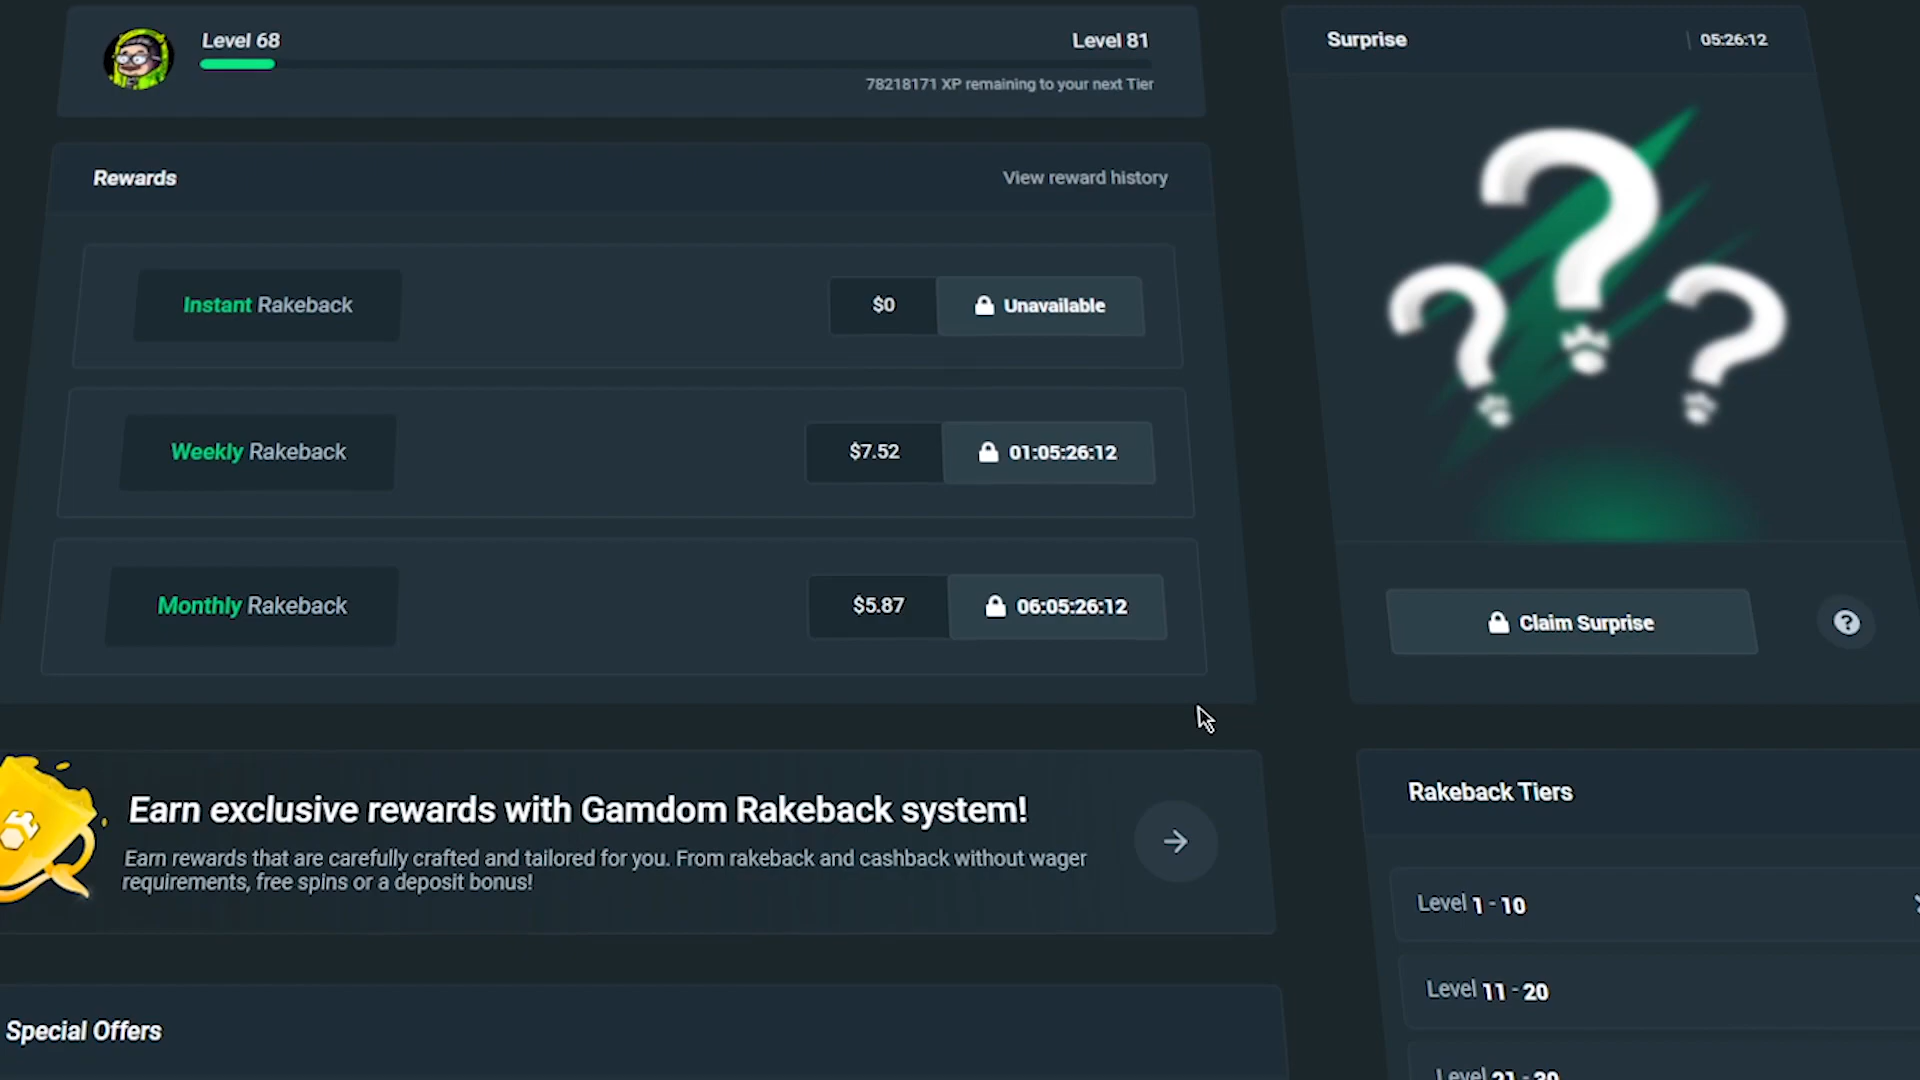 Level 68
Level 81
78218171 XP remaining to your next Tier
Surprise
05:26:12
Rewards
View reward history
Instant Rakeback
$0
Unavailable
Weekly Rakeback
$7.52
01:05:26:12
Monthly Rakeback
$5.87
06:05:26:12
Claim Surprise
Earn exclusive rewards with Gamdom Rakeback system!
Earn rewards that are carefully crafted and tailored for you. From rakeback and cashback without wager
requirements, free spins or a deposit bonus!
Rakeback Tiers
Level 1 - 10
Level 11 - 20
Level 21 - 30
Special Offers